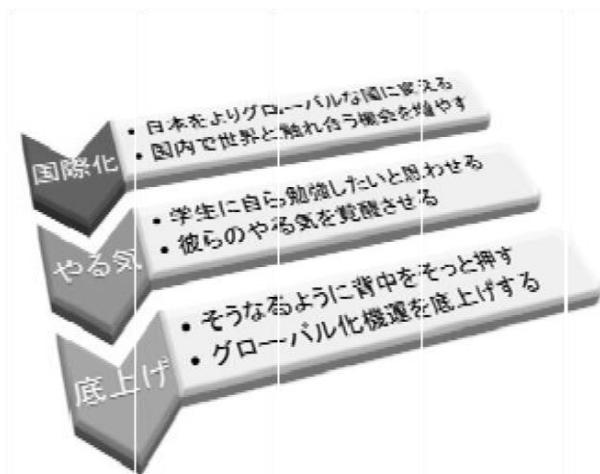 国際化
• 日本をよりグローバルな国に変える
• 国内で世界と触れ合う機会を増やす
やる気
• 学生に自ら勉強したいと思わせる
• 彼らのやる気を覚醒させる
底上げ
• そうなるように背中をそっと押す
• グローバル化機運を底上げする